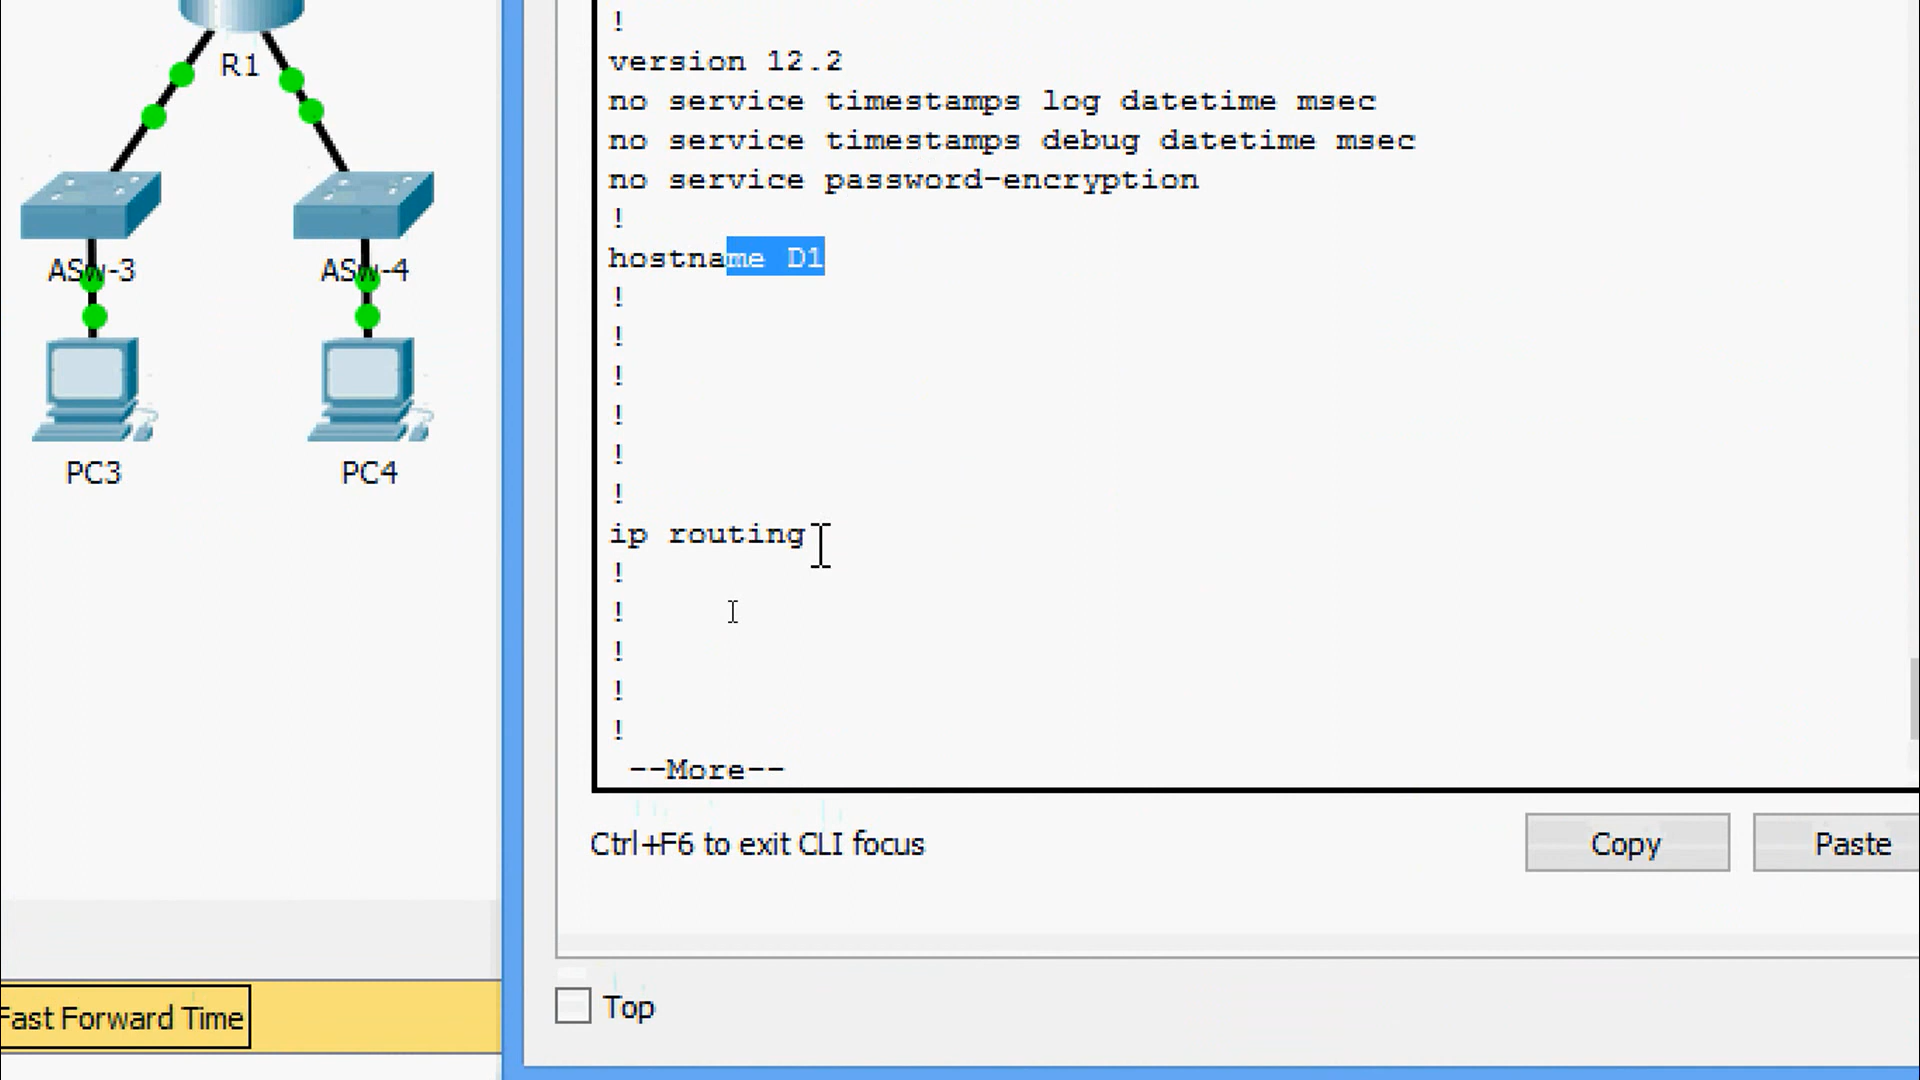 R1
ASw-3
ASw-4
PC3
PC4
Fast Forward Time
!
version 12.2
no service timestamps log datetime msec
no service timestamps debug datetime msec
no service password-encryption
!
hostname D1
!
!
!
!
!
!
ip routing
!
!
!
!
!
--More--
Ctrl+F6 to exit CLI focus
Copy
Paste
Top